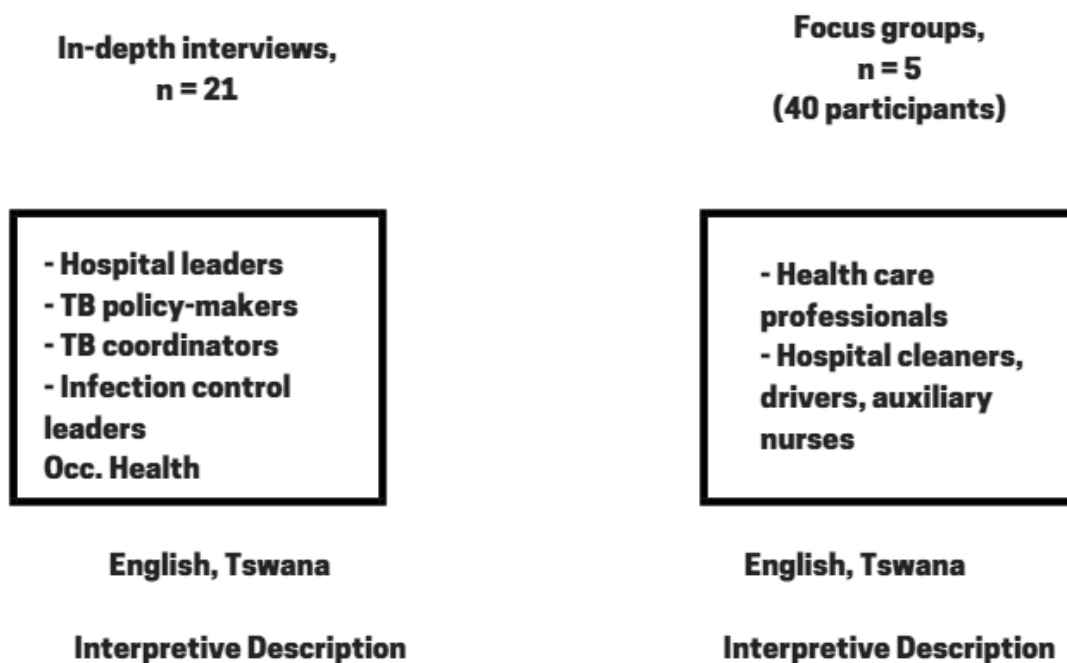 In-depth interviews,
n = 21
- Hospital leaders
- TB policy-makers
- TB coordinators
- Infection control
leaders
Occ. Health
English, Tswana
Interpretive Description
Focus groups,
n = 5
(40 participants)
- Health care
professionals
- Hospital cleaners,
drivers, auxiliary
nurses
English, Tswana
Interpretive Description